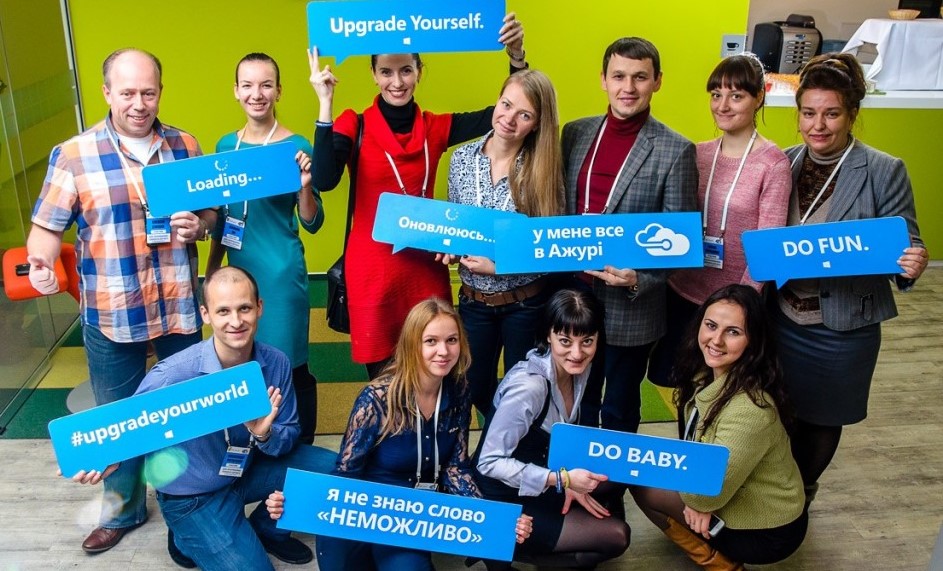 Upgrade Yourself.
Loading...
Оновлююсь...
у мене все
в Ажурі
DO FUN.
#upgradeyourworld
я не знаю слово
«НЕМОЖЛИВО»
DO BABY.